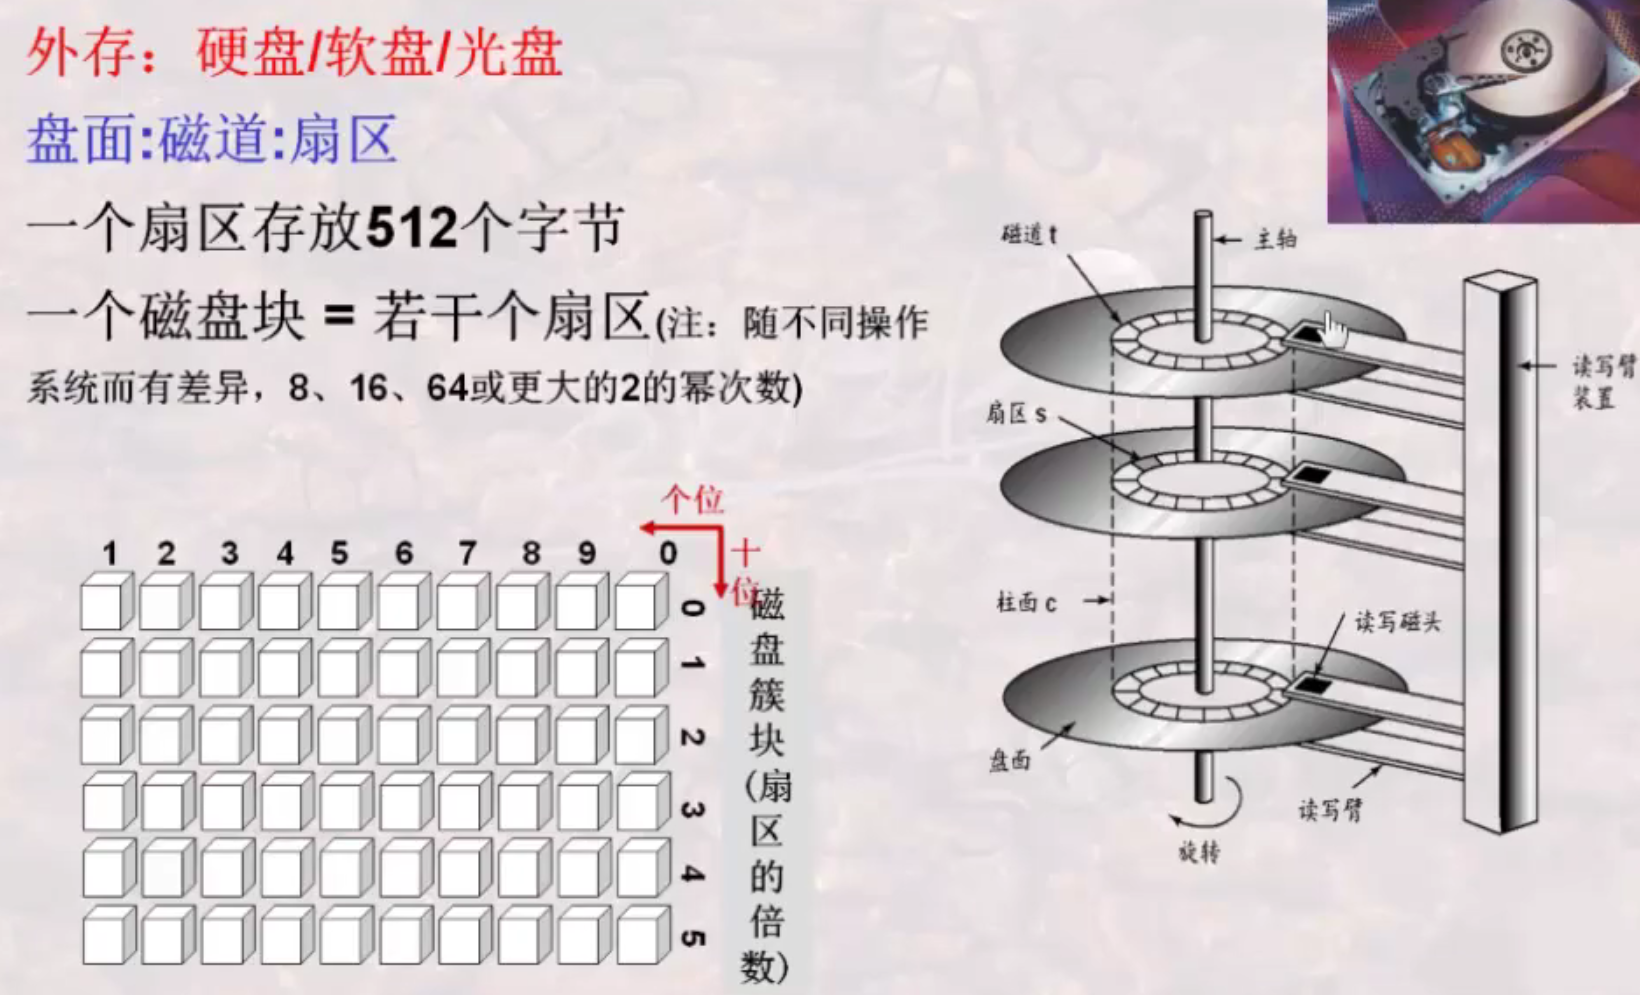 外存：硬盘/软盘/光盘
盘面:磁道:扇区
一个扇区存放512个字节
一个磁盘块 = 若干个扇区(注：随不同操作
系统而有差异，8、16、64或更大的2的幂次数)
个位
十位
1 2 3 4 5 6 7 8 9 0
0
1
2
3
4
5
磁盘簇块(扇区的倍数)
磁道t
主轴
读写臂
装置
扇区 s
柱面 c
读写磁头
盘面
读写臂
旋转